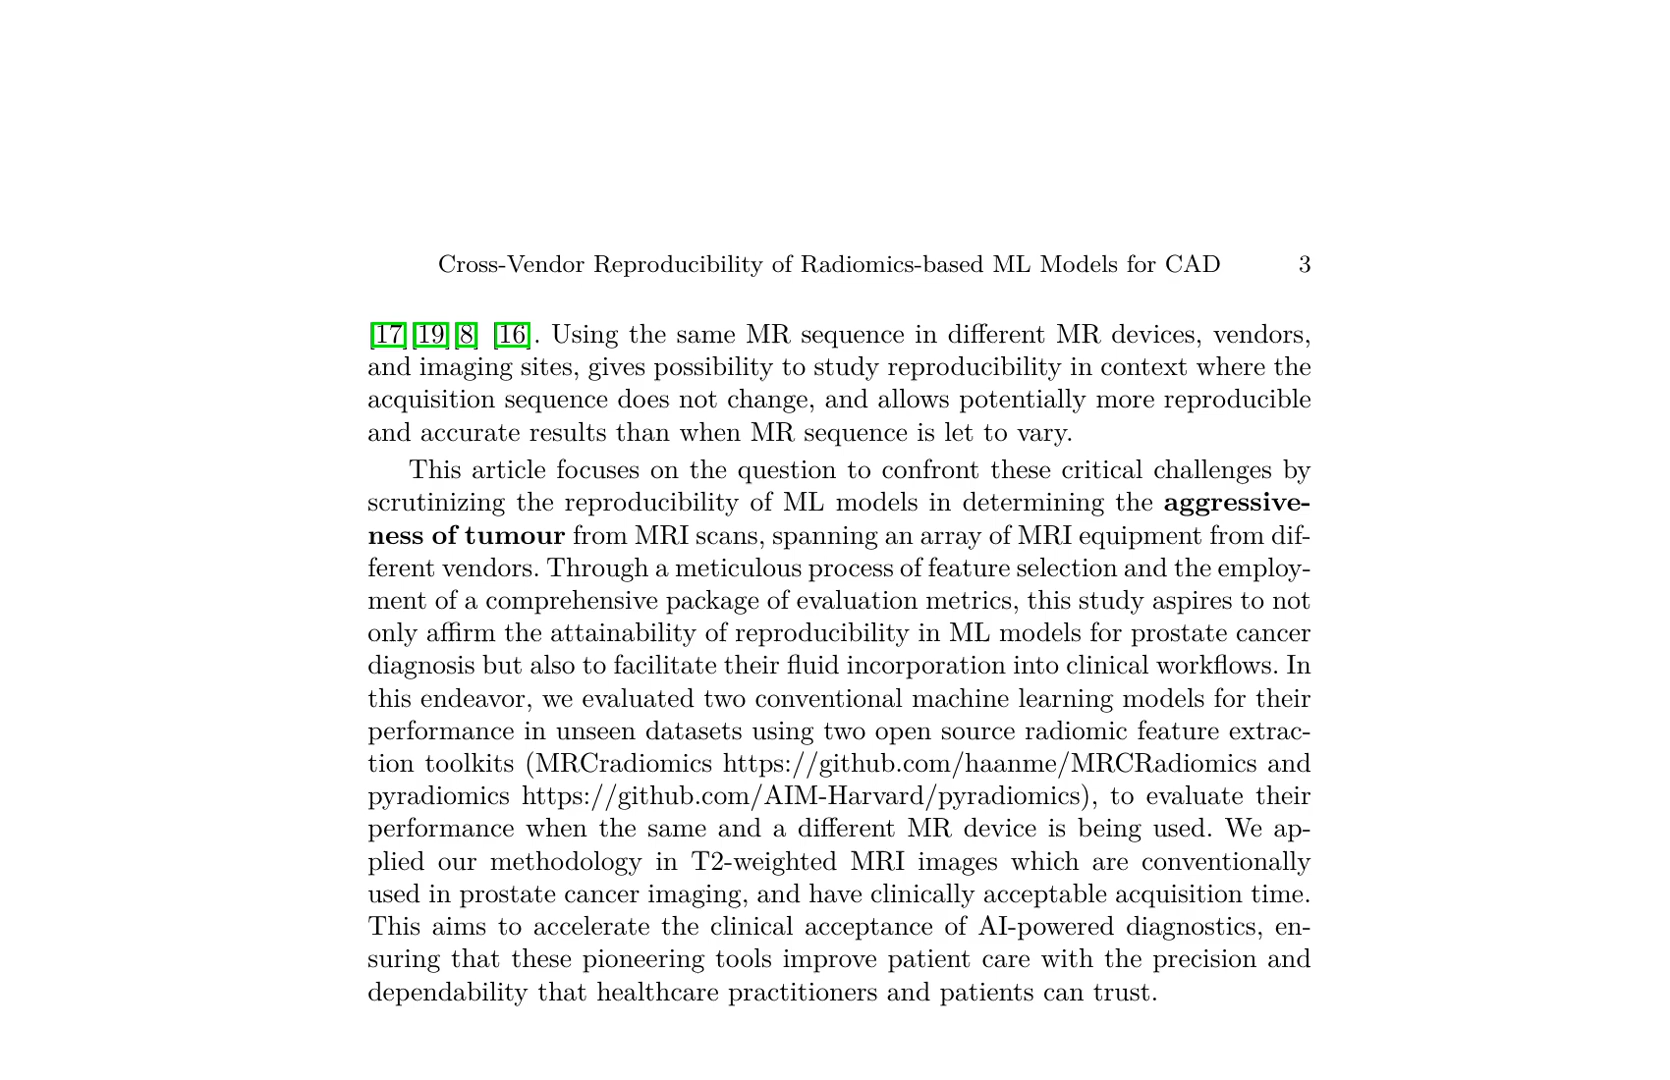 Cross-Vendor Reproducibility of Radiomics-based ML Models for CAD 3
[17] [19] [8] [16]. Using the same MR sequence in different MR devices, vendors,
and imaging sites, gives possibility to study reproducibility in context where the
acquisition sequence does not change, and allows potentially more reproducible
and accurate results than when MR sequence is let to vary.
This article focuses on the question to confront these critical challenges by
scrutinizing the reproducibility of ML models in determining the aggressive-
ness of tumour from MRI scans, spanning an array of MRI equipment from dif-
ferent vendors. Through a meticulous process of feature selection and the employ-
ment of a comprehensive package of evaluation metrics, this study aspires to not
only affirm the attainability of reproducibility in ML models for prostate cancer
diagnosis but also to facilitate their fluid incorporation into clinical workflows. In
this endeavor, we evaluated two conventional machine learning models for their
performance in unseen datasets using two open source radiomic feature extrac-
tion toolkits (MRCradiomics https://github.com/haanme/MRCRadiomics and
pyradiomics https://github.com/AIM-Harvard/pyradiomics), to evaluate their
performance when the same and a different MR device is being used. We ap-
plied our methodology in T2-weighted MRI images which are conventionally
used in prostate cancer imaging, and have clinically acceptable acquisition time.
This aims to accelerate the clinical acceptance of AI-powered diagnostics, en-
suring that these pioneering tools improve patient care with the precision and
dependability that healthcare practitioners and patients can trust.